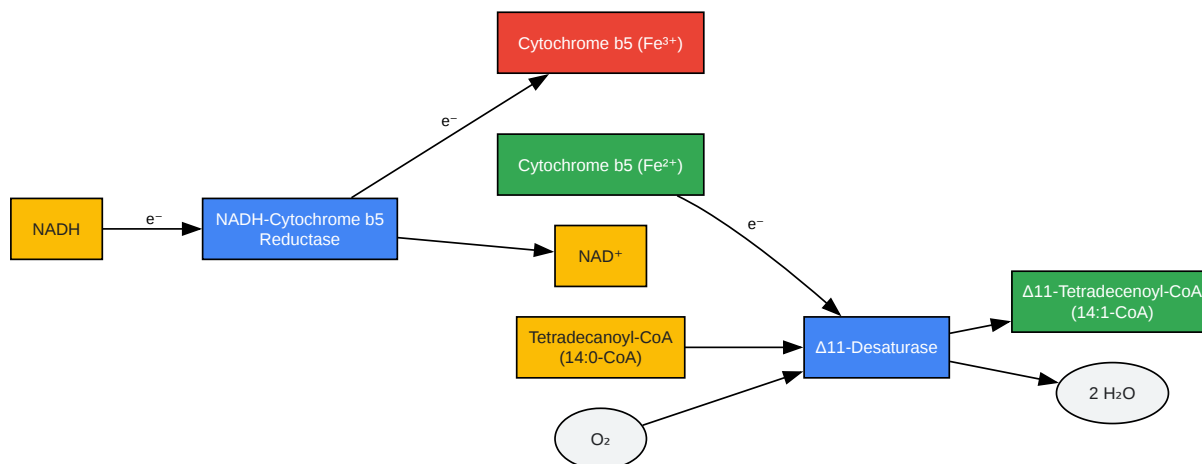 Cytochrome b5 (Fe³⁺)
e⁻
Cytochrome b5 (Fe²⁺)
NADH
e⁻
NADH-Cytochrome b5
Reductase
e⁻
NAD⁺
Δ11-Tetradecenoyl-CoA
(14:1-CoA)
Tetradecanoyl-CoA
(14:0-CoA)
Δ11-Desaturase
2 H₂O
O₂